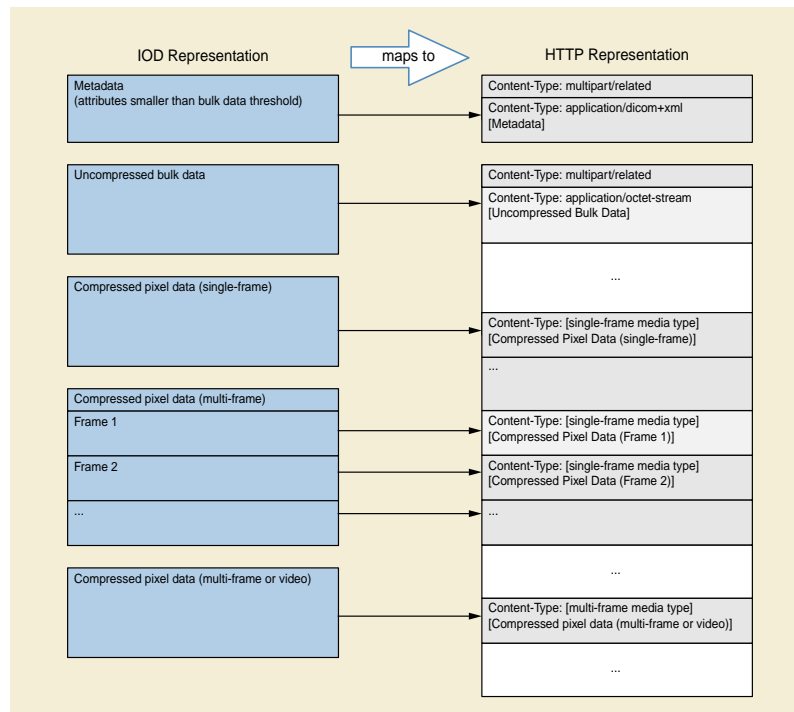 IOD Representation
maps to
HTTP Representation
Metadata
(attributes smaller than bulk data threshold)
Content-Type: multipart/related
Content-Type: application/dicom+xml
[Metadata]
Uncompressed bulk data
Content-Type: multipart/related
Content-Type: application/octet-stream
[Uncompressed Bulk Data]
...
Compressed pixel data (single-frame)
Content-Type: [single-frame media type]
[Compressed Pixel Data (single-frame)]
...
Compressed pixel data (multi-frame)
Frame 1
Content-Type: [single-frame media type]
[Compressed Pixel Data (Frame 1)]
Frame 2
Content-Type: [single-frame media type]
[Compressed Pixel Data (Frame 2)]
...
...
...
Compressed pixel data (multi-frame or video)
Content-Type: [multi-frame media type]
[Compressed pixel data (multi-frame or video)]
...